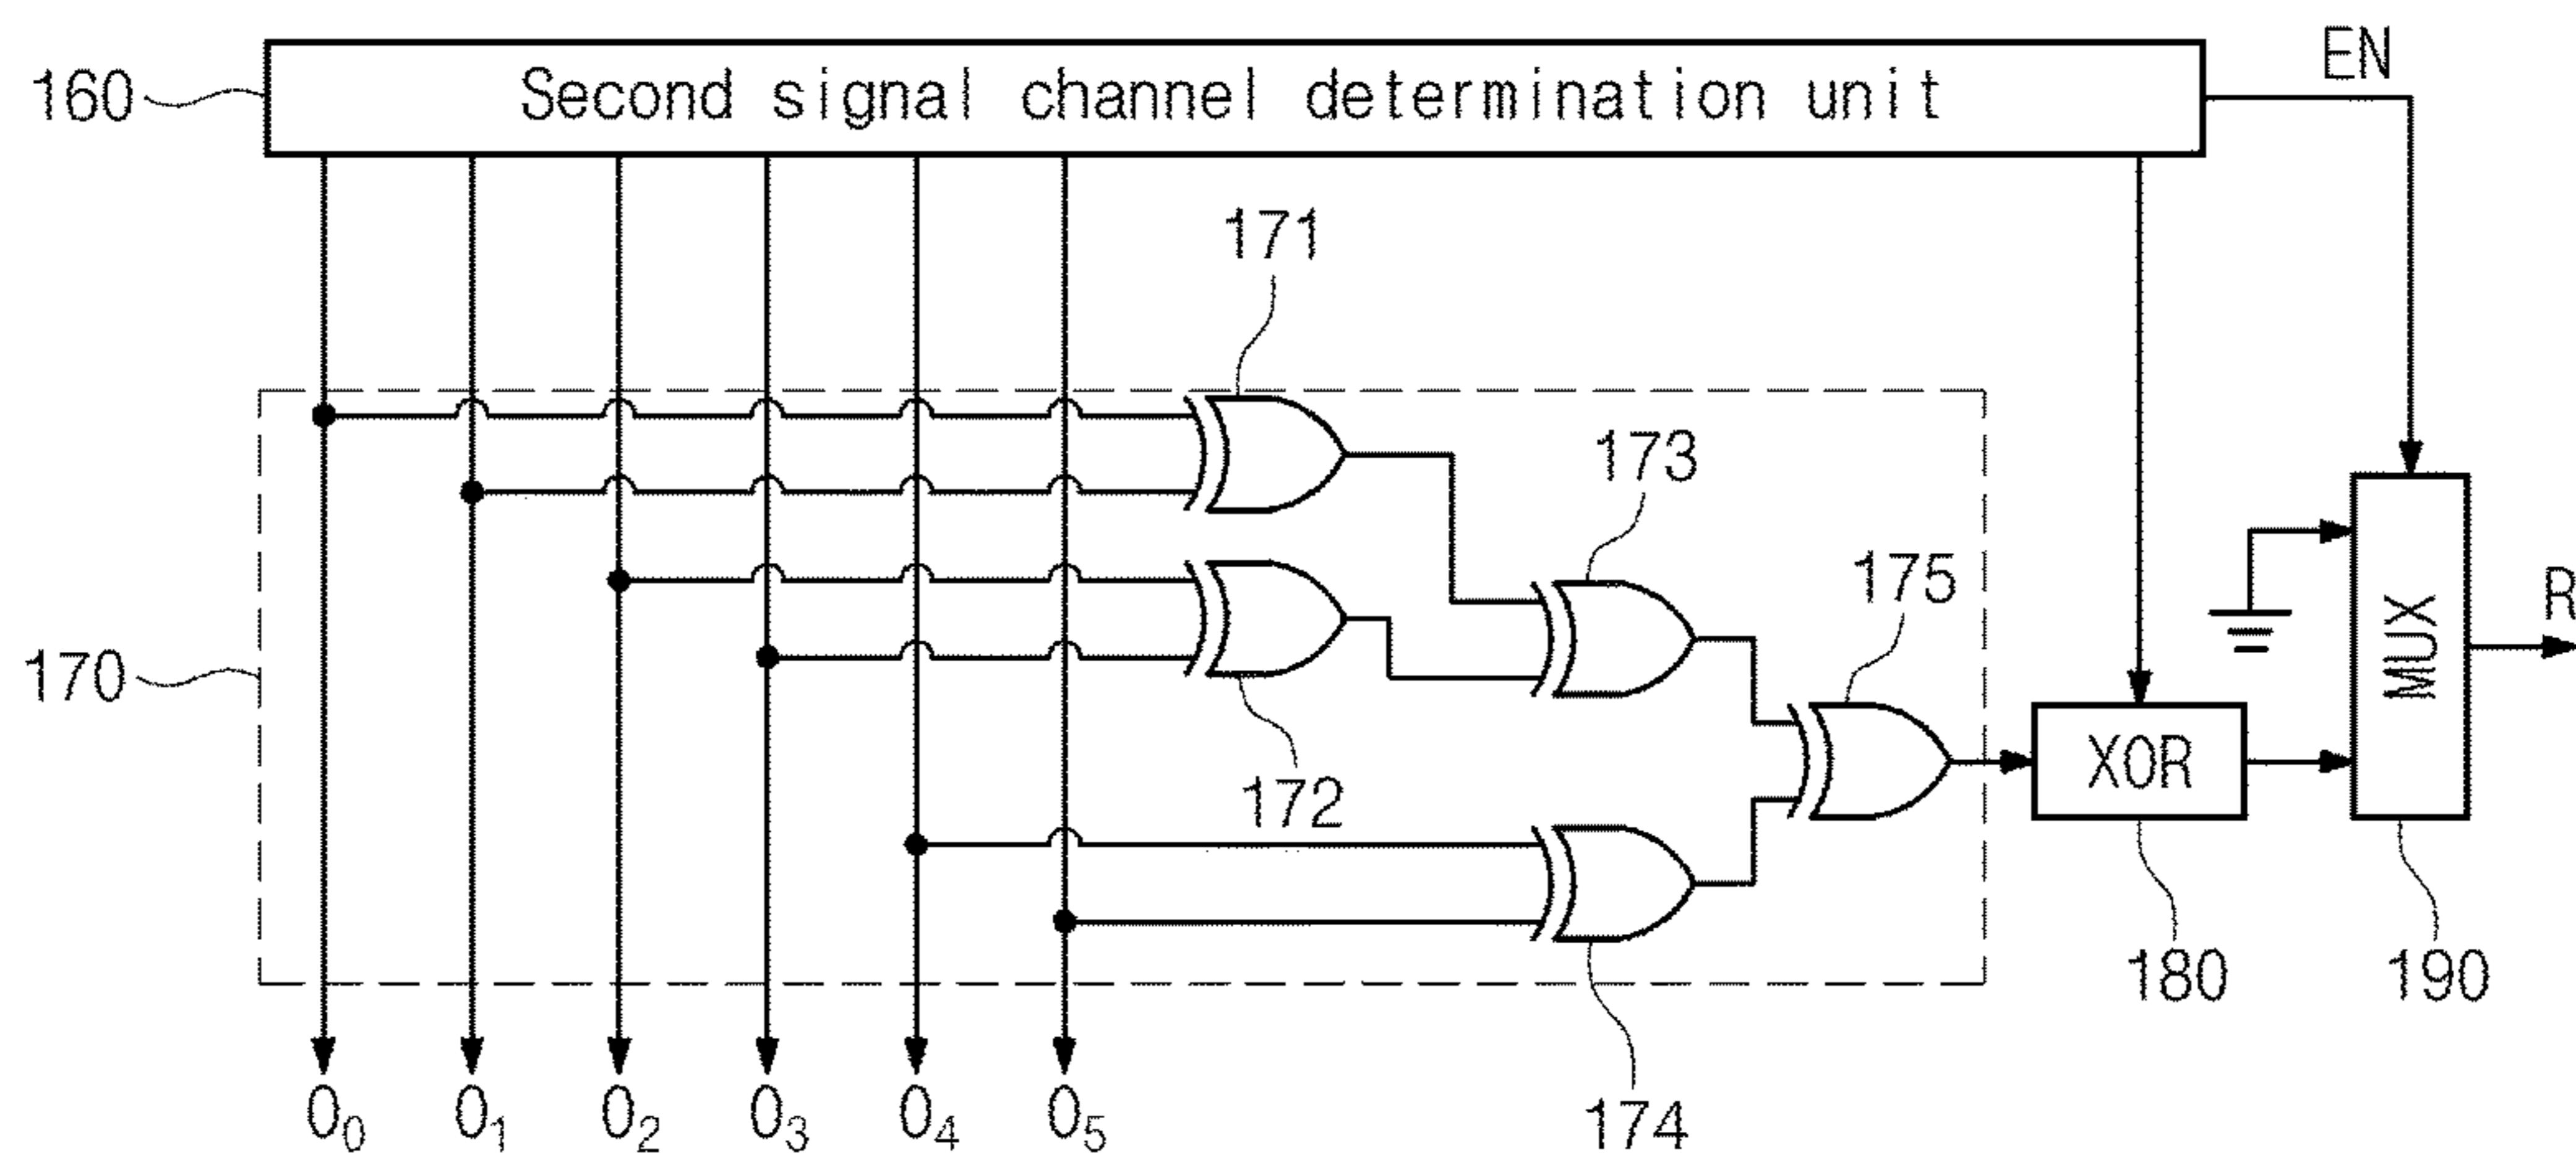 EN
160
Second signal channel determination unit
171
173
175
R
MUX
170
XOR
172
180
190
O0 O1 O2 O3 O4 O5
174